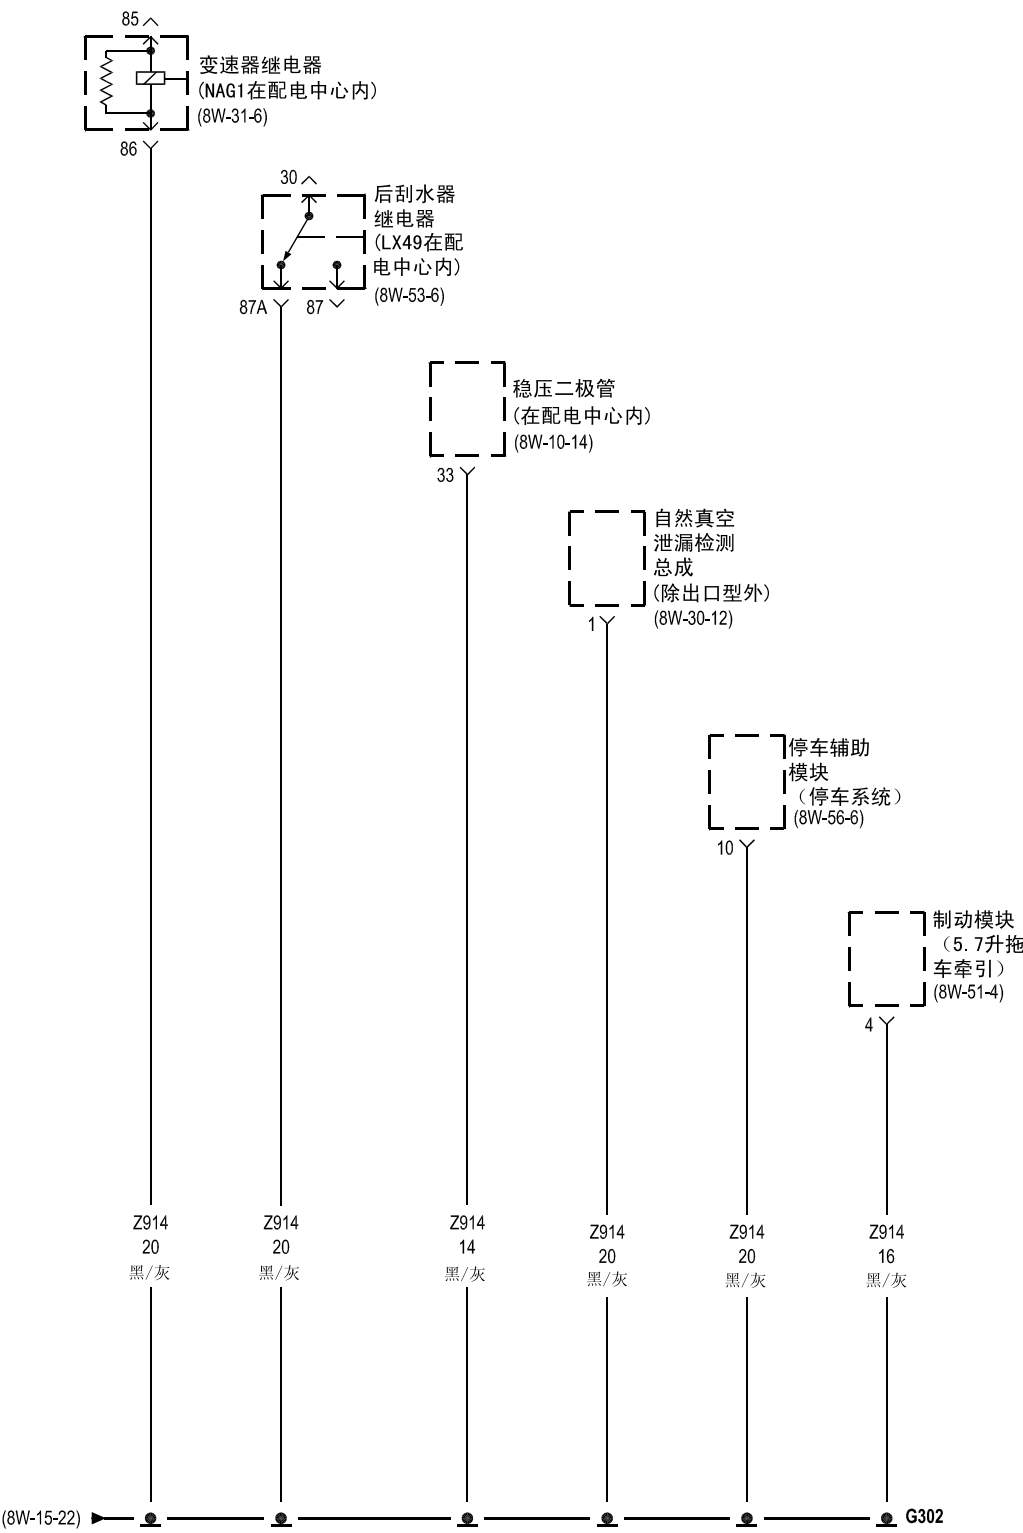 85
变速器继电器
(NAG1在配电中心内)
(8W-31-6)
86
30
后刮水器
继电器
(LX49在配
电中心内)
(8W-53-6)
87A
87
稳压二极管
(在配电中心内)
(8W-10-14)
33
自然真空
泄漏检测
总成
(除出口型外)
(8W-30-12)
1
停车辅助
模块
（停车系统）
(8W-56-6)
10
制动模块
（5.7升拖
车牵引）
(8W-51-4)
4
Z914
20
黑/灰
Z914
20
黑/灰
Z914
14
黑/灰
Z914
20
黑/灰
Z914
20
黑/灰
Z914
16
黑/灰
(8W-15-22)
G302